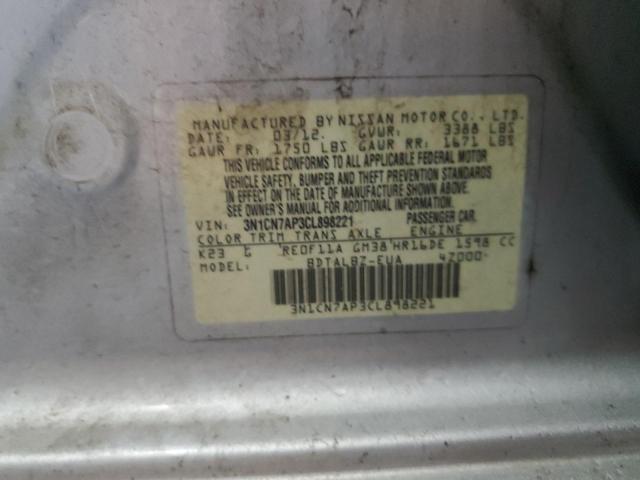 MANUFACTURED BY NISSAN MOTOR CO., LTD.
DATE: 03/12 GVWR: 3388 LBS
GAWR FR: 1750 LBS GAWR RR: 1671 LBS
THIS VEHICLE CONFORMS TO ALL APPLICABLE FEDERAL MOTOR
VEHICLE SAFETY, BUMPER AND THEFT PREVENTION STANDARDS
IN EFFECT ON THE DATE OF MANUFACTURE SHOWN ABOVE.
SEE OWNER'S MANUAL FOR ADDITIONAL INFORMATION
VIN: 3N1CN7AP3CL898221 PASSENGER CAR.
COLOR TRIM TRANS AXLE ENGINE
K23 G RE0F11A GM38 HR16DE 1598 CC
MODEL: BDTALBZ-EUA 4Z000-
3N1CN7AP3CL898221